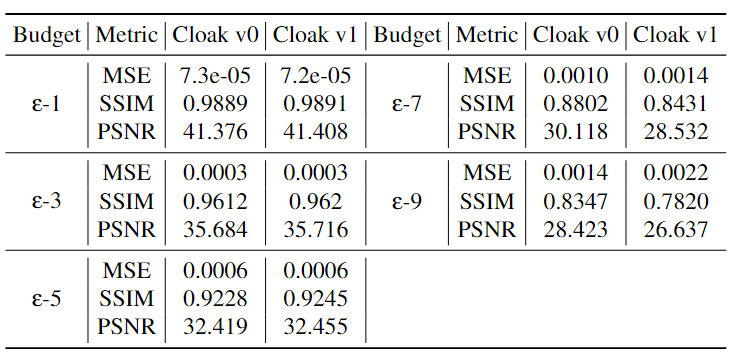 Budget Metric Cloak v0 Cloak v1 Budget Metric Cloak v0 Cloak v1
MSE 7.3e-05 7.2e-05 MSE 0.0010 0.0014
ε-1 SSIM 0.9889 0.9891 ε-7 SSIM 0.8802 0.8431
PSNR 41.376 41.408 PSNR 30.118 28.532
MSE 0.0003 0.0003 MSE 0.0014 0.0022
ε-3 SSIM 0.9612 0.962 ε-9 SSIM 0.8347 0.7820
PSNR 35.684 35.716 PSNR 28.423 26.637
MSE 0.0006 0.0006
ε-5 SSIM 0.9228 0.9245
PSNR 32.419 32.455